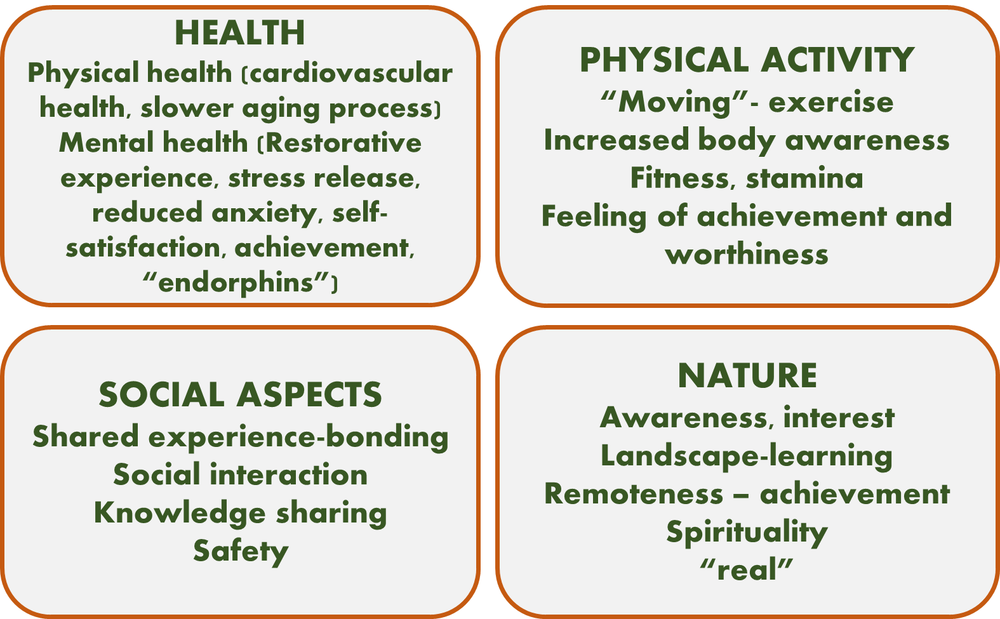 HEALTH
Physical health (cardiovascular
health, slower aging process)
Mental health (Restorative
experience, stress release,
reduced anxiety, self-
satisfaction, achievement,
“endorphins”)
PHYSICAL ACTIVITY
“Moving”- exercise
Increased body awareness
Fitness, stamina
Feeling of achievement and
worthiness
SOCIAL ASPECTS
Shared experience-bonding
Social interaction
Knowledge sharing
Safety
NATURE
Awareness, interest
Landscape-learning
Remoteness – achievement
Spirituality
“real”